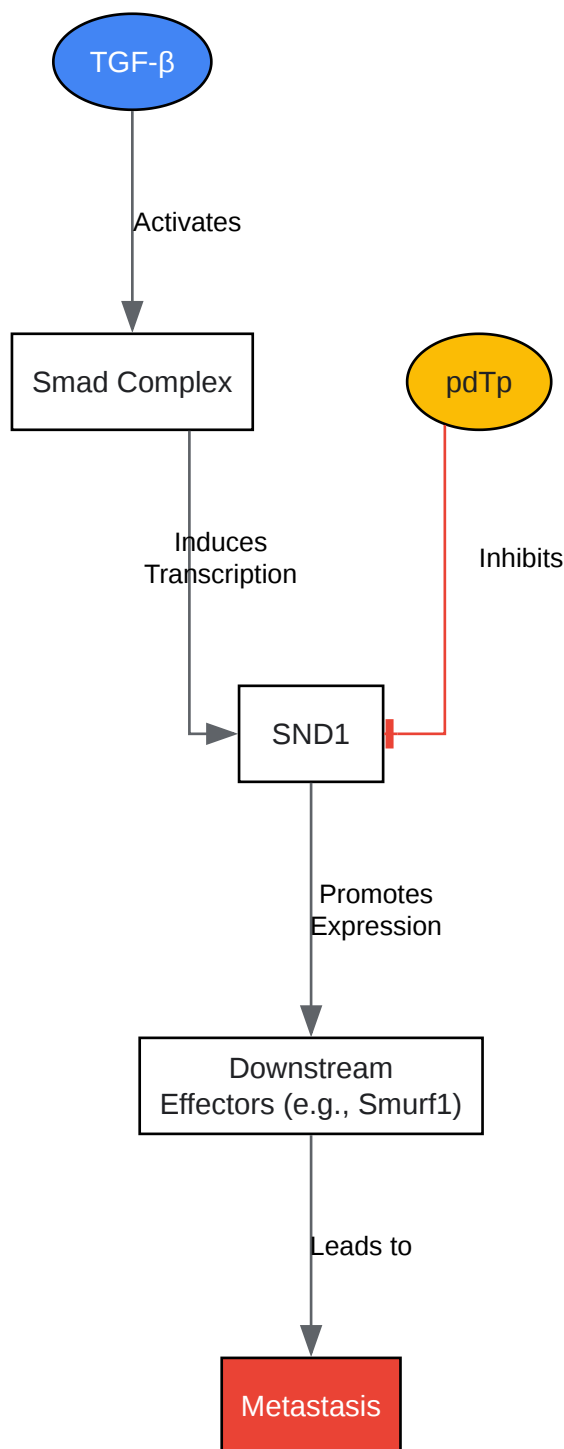 TGF-β
Activates
Smad Complex
pdTp
Induces
Transcription
Inhibits
SND1
Promotes
Expression
Downstream
Effectors (e.g., Smurf1)
Leads to
Metastasis